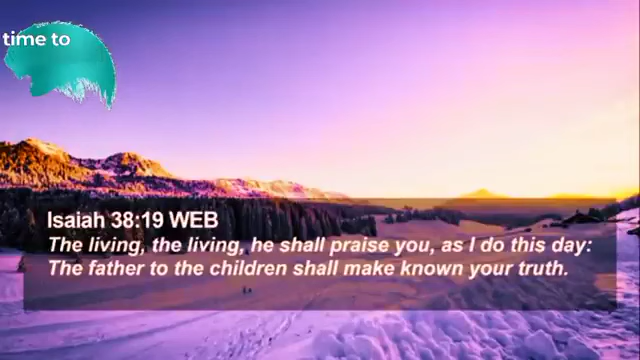 time to
Isaiah 38:19 WEB
The living, the living, he shall praise you, as I do this day:
The father to the children shall make known your truth.